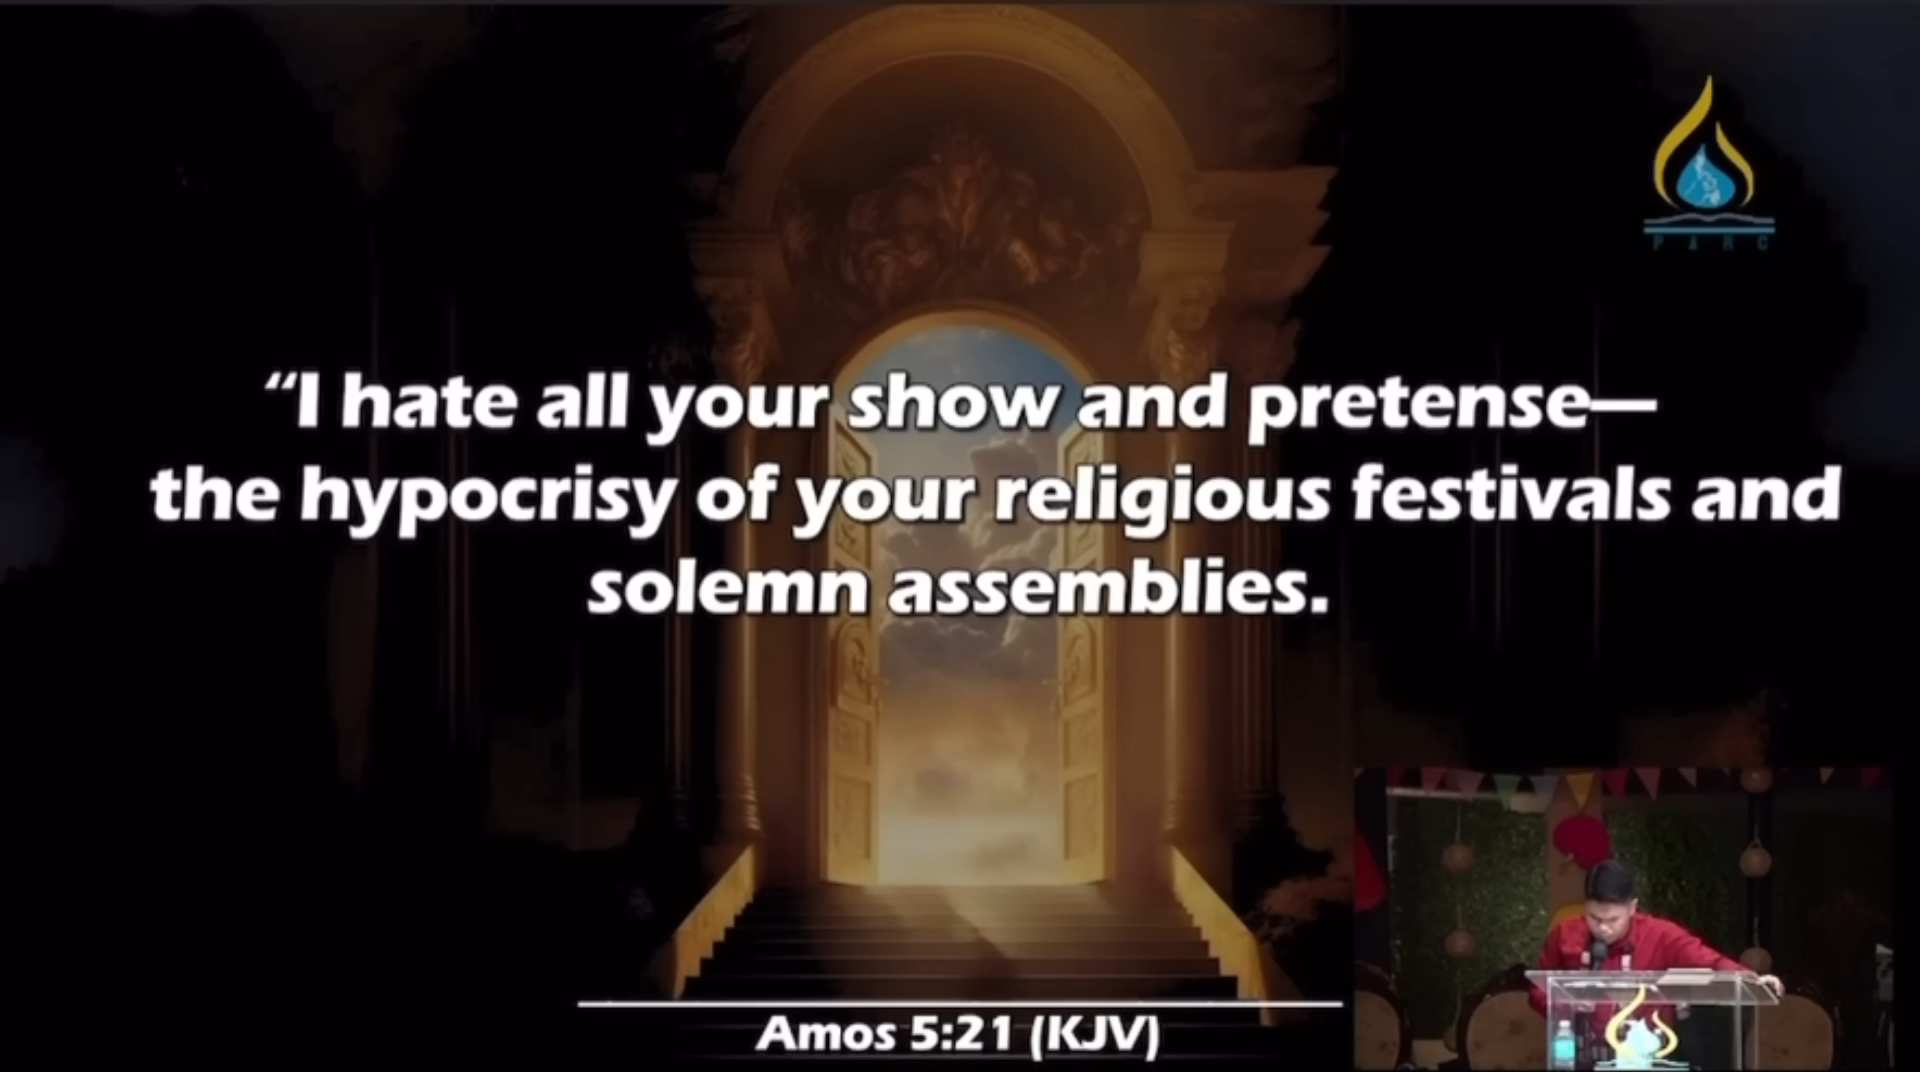 P A R C
“I hate all your show and pretense—
the hypocrisy of your religious festivals and
solemn assemblies.
Amos 5:21 (KJV)